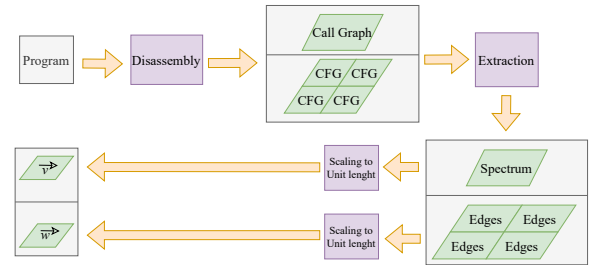 Program
Disassembly
Call Graph
CFG CFG
CFG CFG
Extraction
Spectrum
Edges Edges
Edges Edges
Scaling to
Unit lenght
Scaling to
Unit lenght
v
w